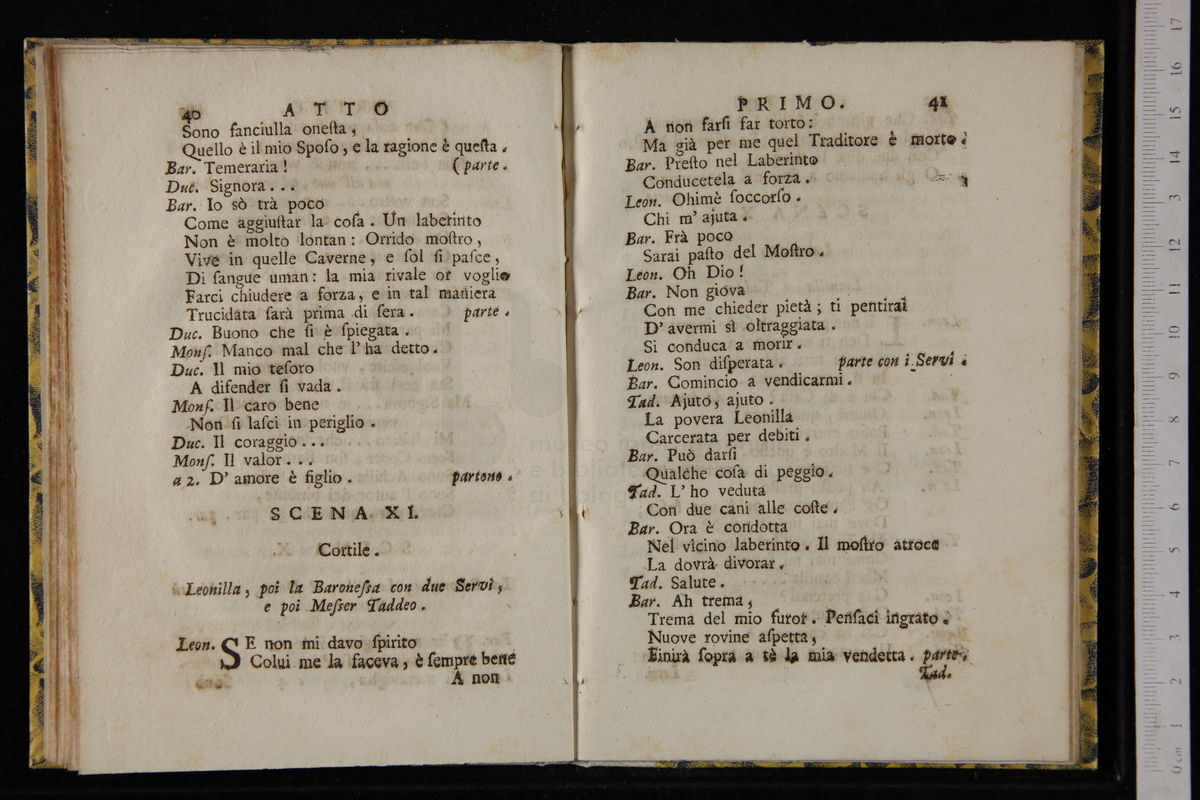 40 ATTO
Sono fanciulla onesta,
Quello è il mio Sposo, e la ragione è questa.
Bar. Temeraria! (parte.
Duc. Signora...
Bar. Io sò trà poco
Come aggiustar la cosa. Un laberinto
Non è molto lontan: Orrido mostro,
Vive in quelle Caverne, e sol si pasce,
Di sangue uman: la mia rivale or voglio
Farci chiudere a forza, e in tal maniera
Trucidata sarà prima di sera. parte.
Duc. Buono che si è spiegata.
Mons. Manco mal che l'ha detto.
Duc. Il mio tesoro
A difender si vada.
Mons. Il caro bene
Non si lasci in periglio.
Duc. Il coraggio...
Mons. Il valor...
a 2. D'amore è figlio. partono.
SCENA XI.
Cortile.
Leonilla, poi la Baronessa con due Servi,
e poi Messer Taddeo.
Leon. SE non mi davo spirito
Colui me la faceva, è sempre bene
A non
PRIMO. 41
A non farsi far torto:
Ma già per me quel Traditore è morto.
Bar. Presto nel Laberinto
Conducetela a forza.
Leon. Ohimè soccorso.
Chi m'ajuta.
Bar. Frà poco
Sarai pasto del Mostro.
Leon. Oh Dio!
Bar. Non giova
Con me chieder pietà; ti pentirai
D'avermi sì oltraggiata.
Si conduca a morir.
Leon. Son disperata. parte con i Servi.
Bar. Comincio a vendicarmi.
Tad. Ajuto, ajuto.
La povera Leonilla
Carcerata per debiti.
Bar. Può darsi
Qualche cosa di peggio.
Tad. L'ho veduta
Con due cani alle coste.
Bar. Ora è condotta
Nel vicino laberinto. Il mostro atroce
La dovrà divorar.
Tad. Salute.
Bar. Ah trema,
Trema del mio furor. Pensaci ingrato.
Nuove rovine aspetta,
Finirà sopra a tè la mia vendetta. parte.
Tad.